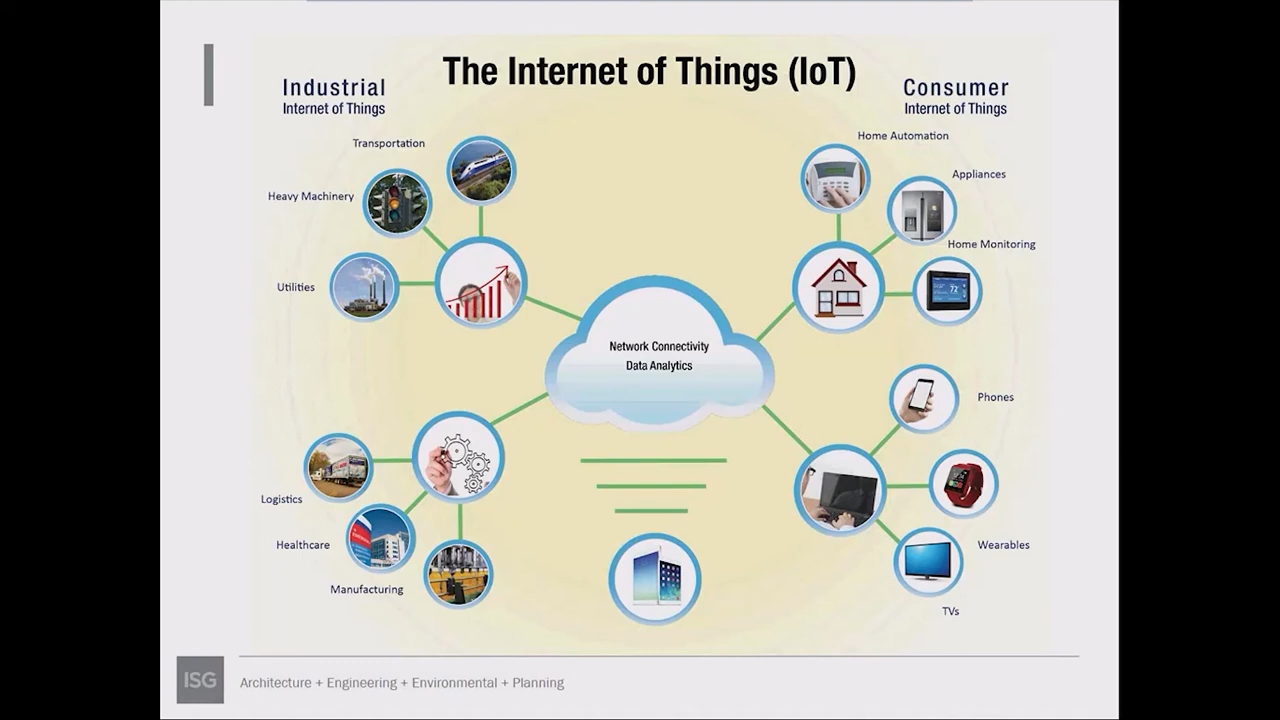 The Internet of Things (IoT)
Industrial
Internet of Things
Consumer
Internet of Things
Transportation
Heavy Machinery
Utilities
Home Automation
Appliances
Home Monitoring
72
Network Connectivity
Data Analytics
Logistics
Healthcare
Manufacturing
Phones
Wearables
TVs
ISG
Architecture + Engineering + Environmental + Planning